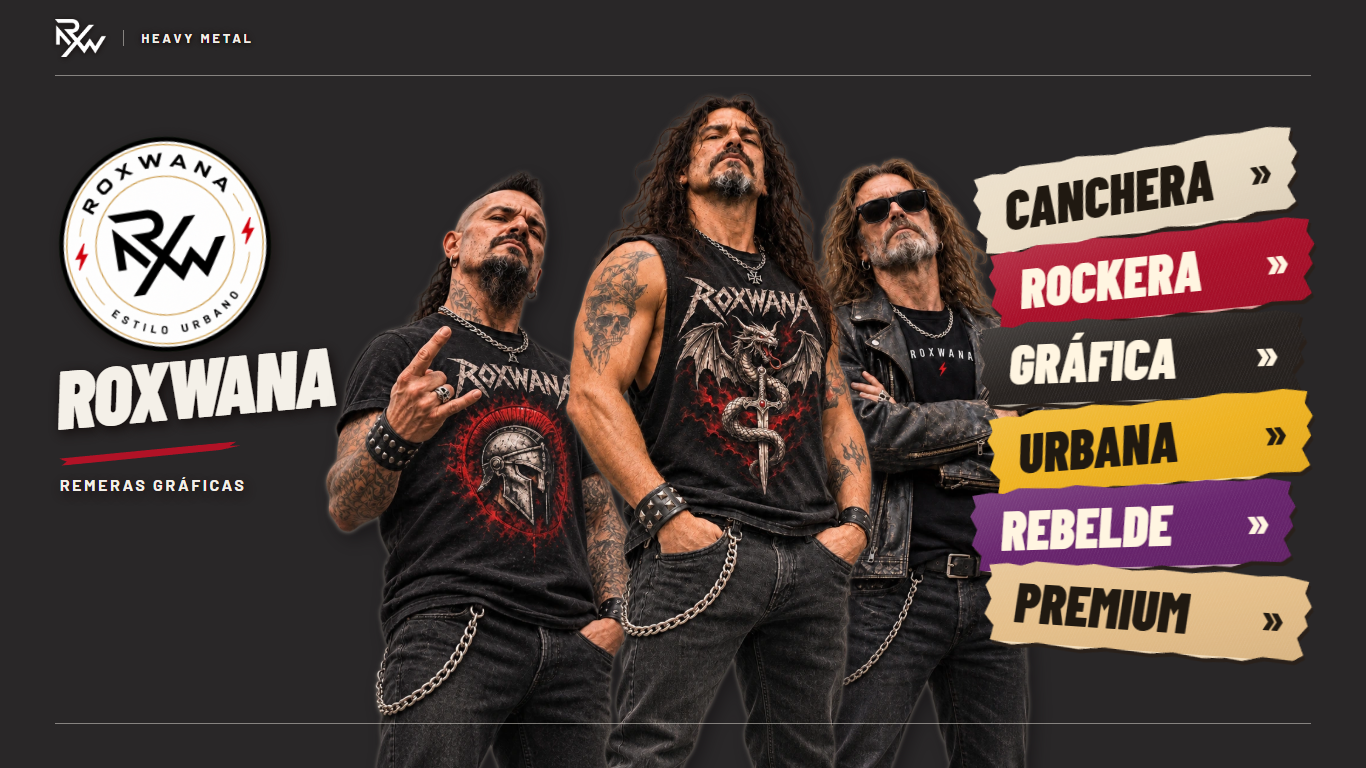 RXW | HEAVY METAL
ROXWANA
RXW
ESTILO URBANO
ROXWANA
REMERAS GRÁFICAS
ROXWANA
ROXWANA
ROXWANA
CANCHERA »
ROCKERA »
GRÁFICA »
URBANA »
REBELDE »
PREMIUM »